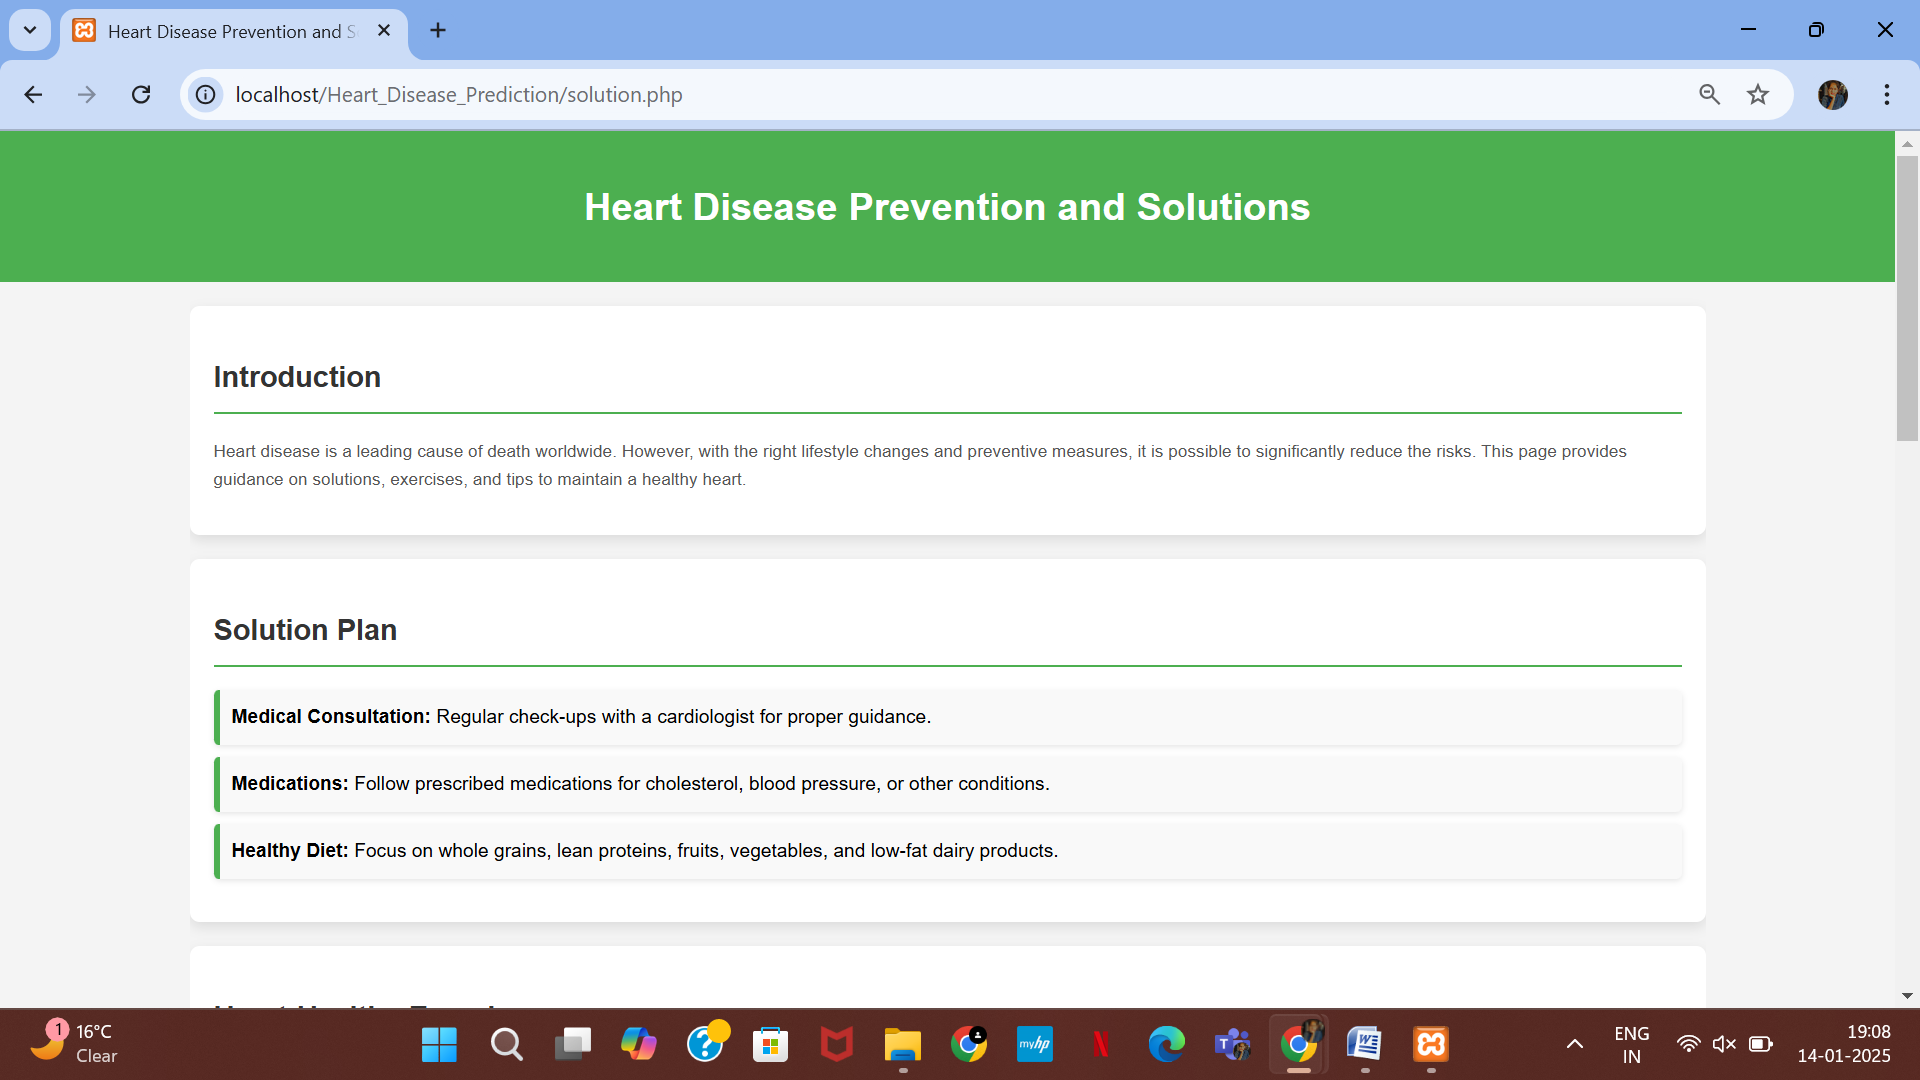 Heart Disease Prevention and S
localhost/Heart_Disease_Prediction/solution.php
Heart Disease Prevention and Solutions
Introduction
Heart disease is a leading cause of death worldwide. However, with the right lifestyle changes and preventive measures, it is possible to significantly reduce the risks. This page provides
guidance on solutions, exercises, and tips to maintain a healthy heart.
Solution Plan
Medical Consultation: Regular check-ups with a cardiologist for proper guidance.
Medications: Follow prescribed medications for cholesterol, blood pressure, or other conditions.
Healthy Diet: Focus on whole grains, lean proteins, fruits, vegetables, and low-fat dairy products.
1
16°C
Clear
myhp
ENG
IN
19:08
14-01-2025